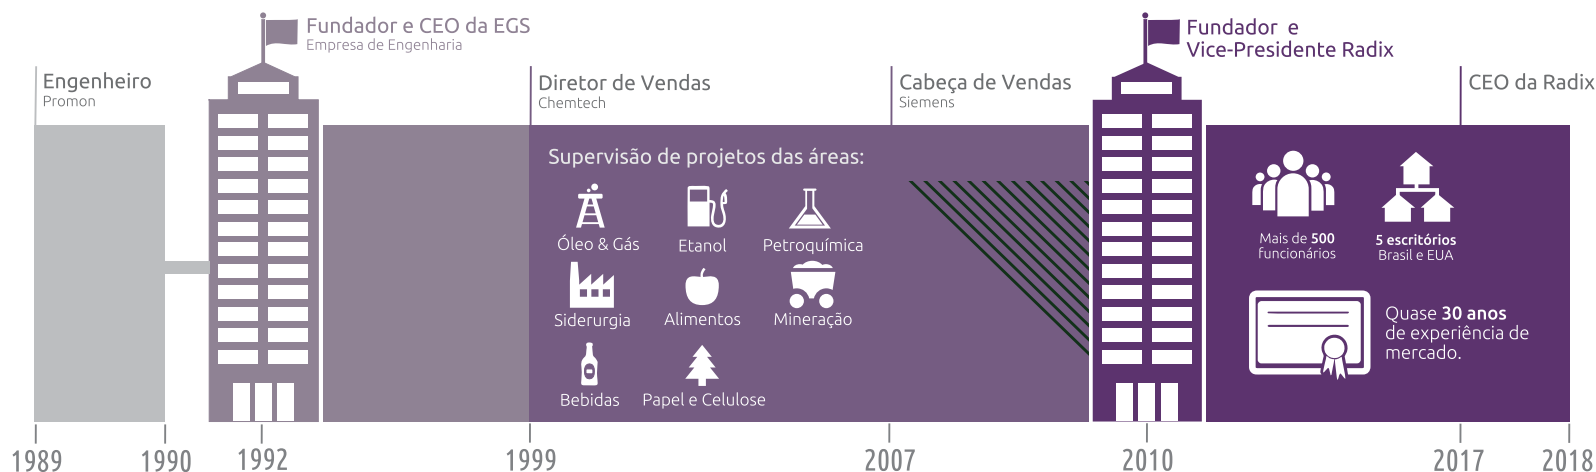 Fundador e CEO da EGS
Empresa de Engenharia
Fundador e
Vice-Presidente Radix
Engenheiro
Promon
Diretor de Vendas
Chemtech
Cabeça de Vendas
Siemens
CEO da Radix
Supervisão de projetos das áreas:
Óleo & Gás
Etanol
Petroquímica
Siderurgia
Alimentos
Mineração
Bebidas
Papel e Celulose
Mais de 500
funcionários
5 escritórios
Brasil e EUA
Quase 30 anos
de experiência de
mercado.
1989
1990
1992
1999
2007
2010
2017
2018